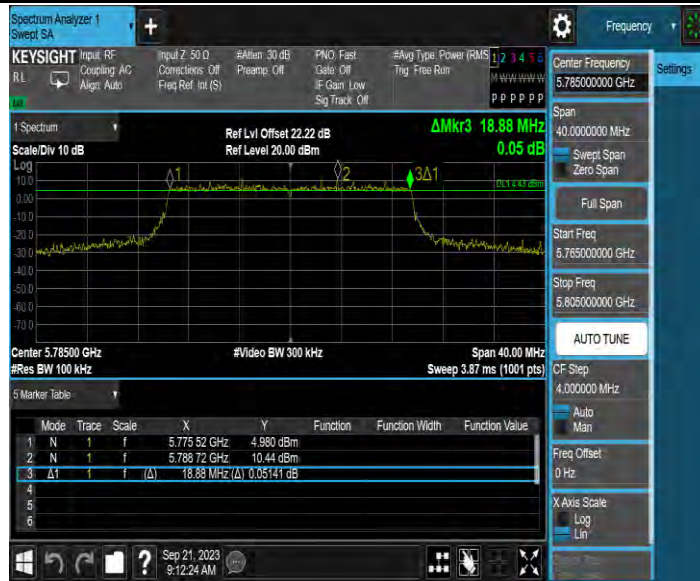 Spectrum Analyzer 1
Swept SA
+
Frequency
KEYSIGHT Input: RF Input Z: 50 Ω #Atten: 30 dB PNO: Fast #Avg Type: Power (RMS 1 2 3 4 5 6
RL Coupling: AC Corrections: Off Preamp: Off Gate: Off Trig: Free Run M W W W W W
Align: Auto Freq Ref: Int (S) IF Gain: Low
Sig Track: Off P P P P P P
1 Spectrum
Scale/Div 10 dB
Ref Lvl Offset 22.22 dB
Ref Level 20.00 dBm
ΔMkr3 18.88 MHz
0.05 dB
Log
1 2 3Δ1
10.0
DL1 4.43 dBm
0.00
-10.0
-20.0
-30.0
-40.0
-50.0
-60.0
-70.0
Center 5.78500 GHz #Video BW 300 kHz Span 40.00 MHz
#Res BW 100 kHz Sweep 3.87 ms (1001 pts)
5 Marker Table
Mode Trace Scale X Y Function Function Width Function Value
1 N 1 f 5.775 52 GHz 4.980 dBm
2 N 1 f 5.788 72 GHz 10.44 dBm
3 Δ1 1 f (Δ) 18.88 MHz (Δ) 0.05141 dB
4
5
6
?
Sep 21, 2023
9:12:24 AM
Center Frequency
5.785000000 GHz
Settings
Span
40.0000000 MHz
Swept Span
Zero Span
Full Span
Start Freq
5.765000000 GHz
Stop Freq
5.805000000 GHz
AUTO TUNE
CF Step
4.000000 MHz
Auto
Man
Freq Offset
0 Hz
X Axis Scale
Log
Lin